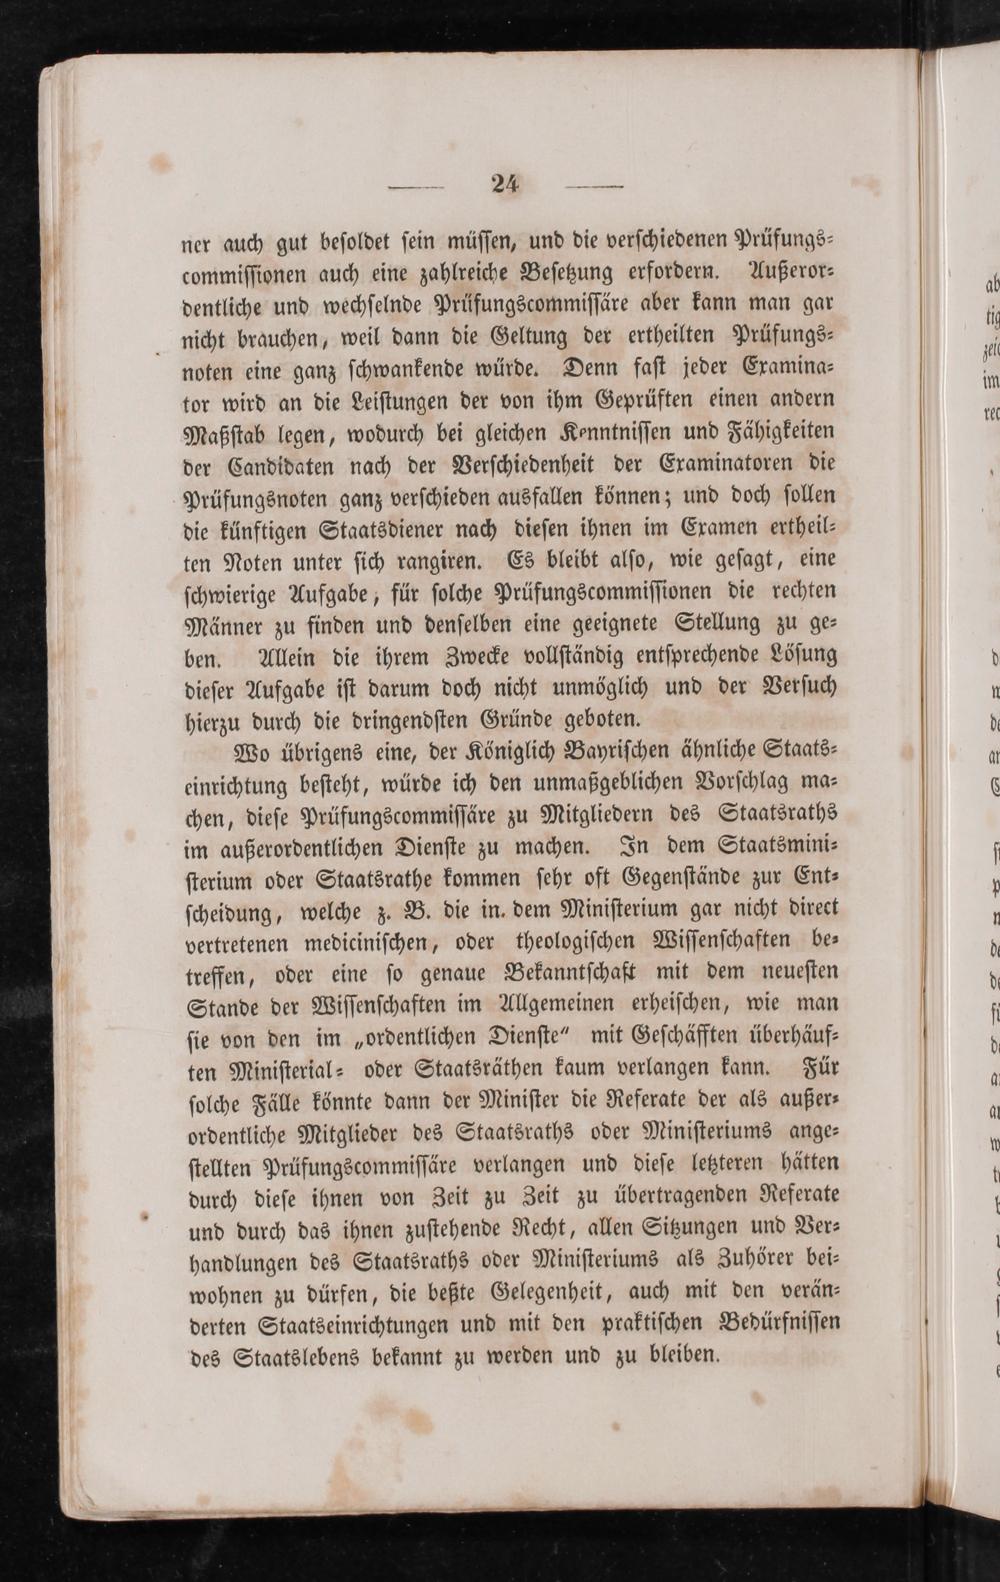 24
ner auch gut besoldet sein müssen, und die verschiedenen Prüfungs-
commissionen auch eine zahlreiche Besetzung erfordern. Außeror-
dentliche und wechselnde Prüfungscommissäre aber kann man gar
nicht brauchen, weil dann die Geltung der ertheilten Prüfungs-
noten eine ganz schwankende würde. Denn fast jeder Examina-
tor wird an die Leistungen der von ihm Geprüften einen andern
Maßstab legen, wodurch bei gleichen Kenntnissen und Fähigkeiten
der Candidaten nach der Verschiedenheit der Examinatoren die
Prüfungsnoten ganz verschieden ausfallen können; und doch sollen
die künftigen Staatsdiener nach diesen ihnen im Examen ertheil-
ten Noten unter sich rangiren. Es bleibt also, wie gesagt, eine
schwierige Aufgabe, für solche Prüfungscommissionen die rechten
Männer zu finden und denselben eine geeignete Stellung zu ge-
ben. Allein die ihrem Zwecke vollständig entsprechende Lösung
dieser Aufgabe ist darum doch nicht unmöglich und der Versuch
hierzu durch die dringendsten Gründe geboten.
Wo übrigens eine, der Königlich Bayrischen ähnliche Staats-
einrichtung besteht, würde ich den unmaßgeblichen Vorschlag ma-
chen, diese Prüfungscommissäre zu Mitgliedern des Staatsraths
im außerordentlichen Dienste zu machen. In dem Staatsmini-
sterium oder Staatsrathe kommen sehr oft Gegenstände zur Ent-
scheidung, welche z. B. die in. dem Ministerium gar nicht direct
vertretenen medicinischen, oder theologischen Wissenschaften be-
treffen, oder eine so genaue Bekanntschaft mit dem neuesten
Stande der Wissenschaften im Allgemeinen erheischen, wie man
sie von den im „ordentlichen Dienste“ mit Geschäfften überhäuf-
ten Ministerial- oder Staatsräthen kaum verlangen kann. Für
solche Fälle könnte dann der Minister die Referate der als außer-
ordentliche Mitglieder des Staatsraths oder Ministeriums ange-
stellten Prüfungscommissäre verlangen und diese letzteren hätten
durch diese ihnen von Zeit zu Zeit zu übertragenden Referate
und durch das ihnen zustehende Recht, allen Sitzungen und Ver-
handlungen des Staatsraths oder Ministeriums als Zuhörer bei-
wohnen zu dürfen, die beßte Gelegenheit, auch mit den verän-
derten Staatseinrichtungen und mit den praktischen Bedürfnissen
des Staatslebens bekannt zu werden und zu bleiben.